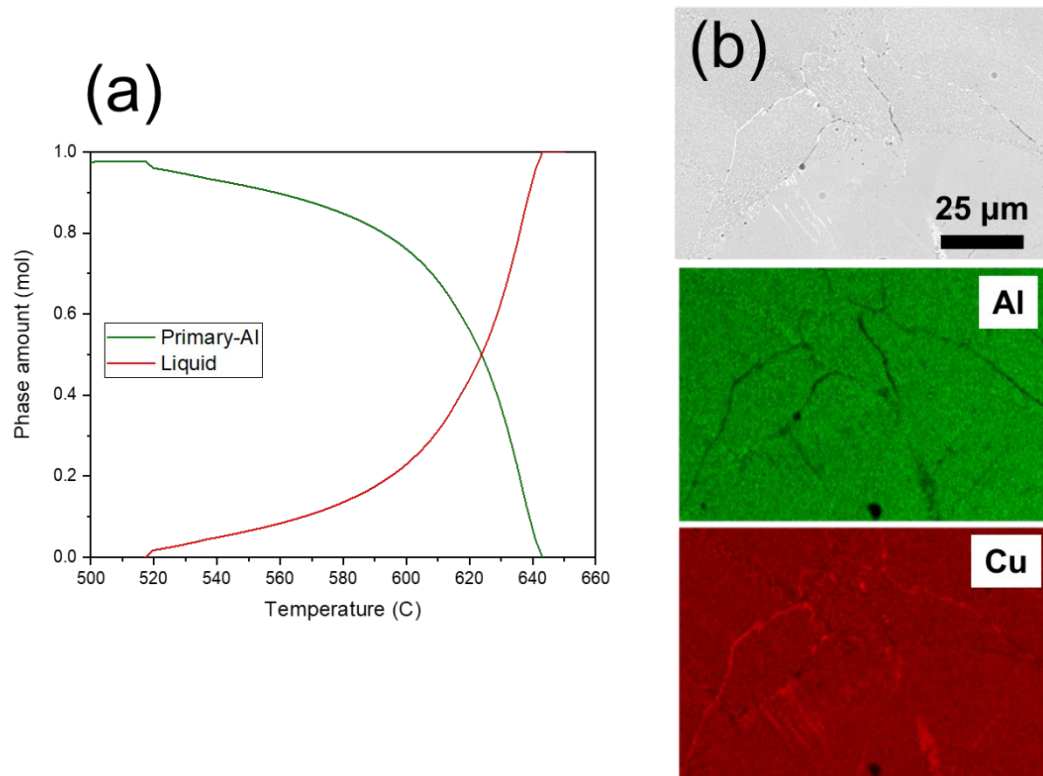 (a)
1.0
0.8
0.6
0.4
0.2
0.0
Phase amount (mol)
Primary-Al
Liquid
500 520 540 560 580 600 620 640 660
Temperature (C)
(b)
25 μm
Al
Cu